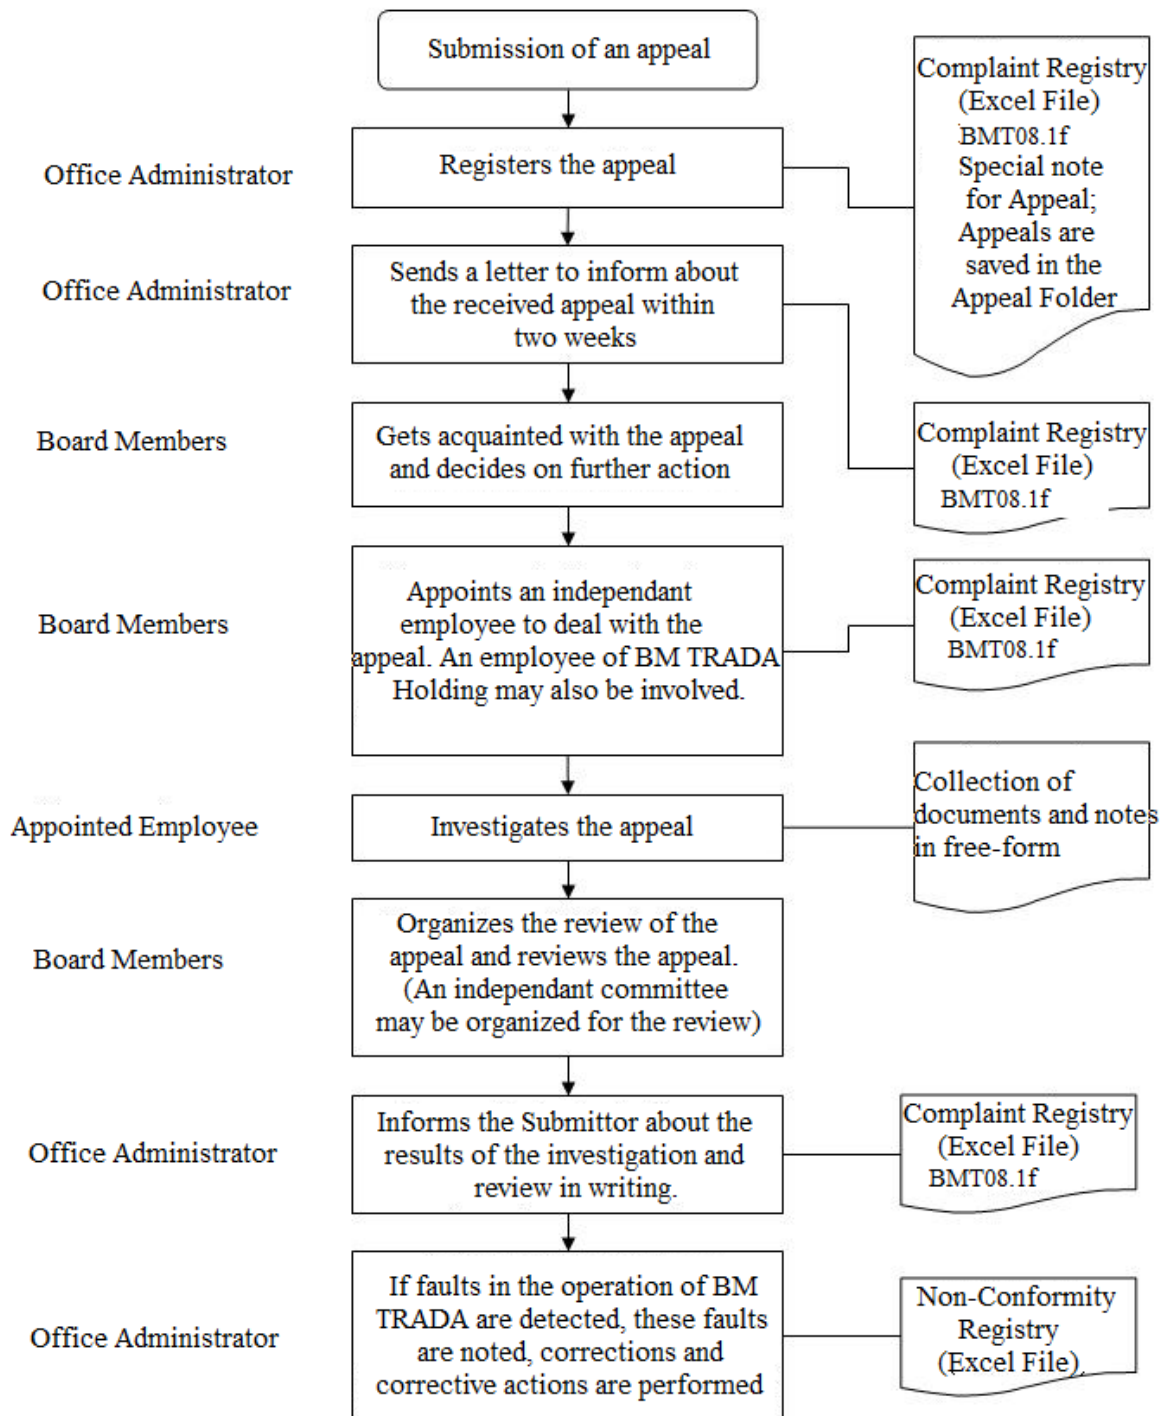 Submission of an appeal
Office Administrator
Registers the appeal
Complaint Registry
(Excel File)
BMT08.1f
Special note
for Appeal;
Appeals are
saved in the
Appeal Folder
Office Administrator
Sends a letter to inform about
the received appeal within
two weeks
Complaint Registry
(Excel File)
BMT08.1f
Board Members
Gets acquainted with the appeal
and decides on further action
Board Members
Appoints an independant
employee to deal with the
appeal. An employee of BM TRADA
Holding may also be involved.
Complaint Registry
(Excel File)
BMT08.1f
Appointed Employee
Investigates the appeal
Collection of
documents and notes
in free-form
Board Members
Organizes the review of the
appeal and reviews the appeal.
(An independant committee
may be organized for the review)
Office Administrator
Informs the Submittor about the
results of the investigation and
review in writing.
Complaint Registry
(Excel File)
BMT08.1f
Office Administrator
If faults in the operation of BM
TRADA are detected, these faults
are noted, corrections and
corrective actions are performed
Non-Conformity
Registry
(Excel File)